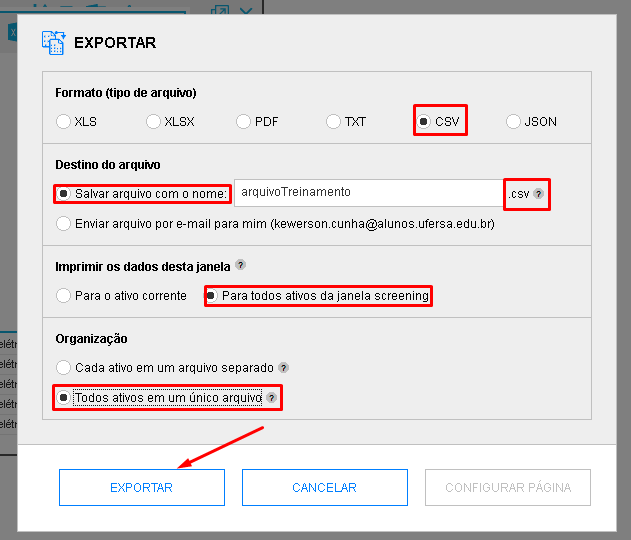 EXPORTAR
Formato (tipo de arquivo)
XLS XLSX PDF TXT CSV JSON
Destino do arquivo
Salvar arquivo com o nome: arquivoTreinamento .csv ?
Enviar arquivo por e-mail para mim (kewerson.cunha@alunos.ufersa.edu.br)
Imprimir os dados desta janela ?
Para o ativo corrente Para todos ativos da janela screening
Organização
Cada ativo em um arquivo separado ?
Todos ativos em um único arquivo ?
EXPORTAR CANCELAR CONFIGURAR PÁGINA